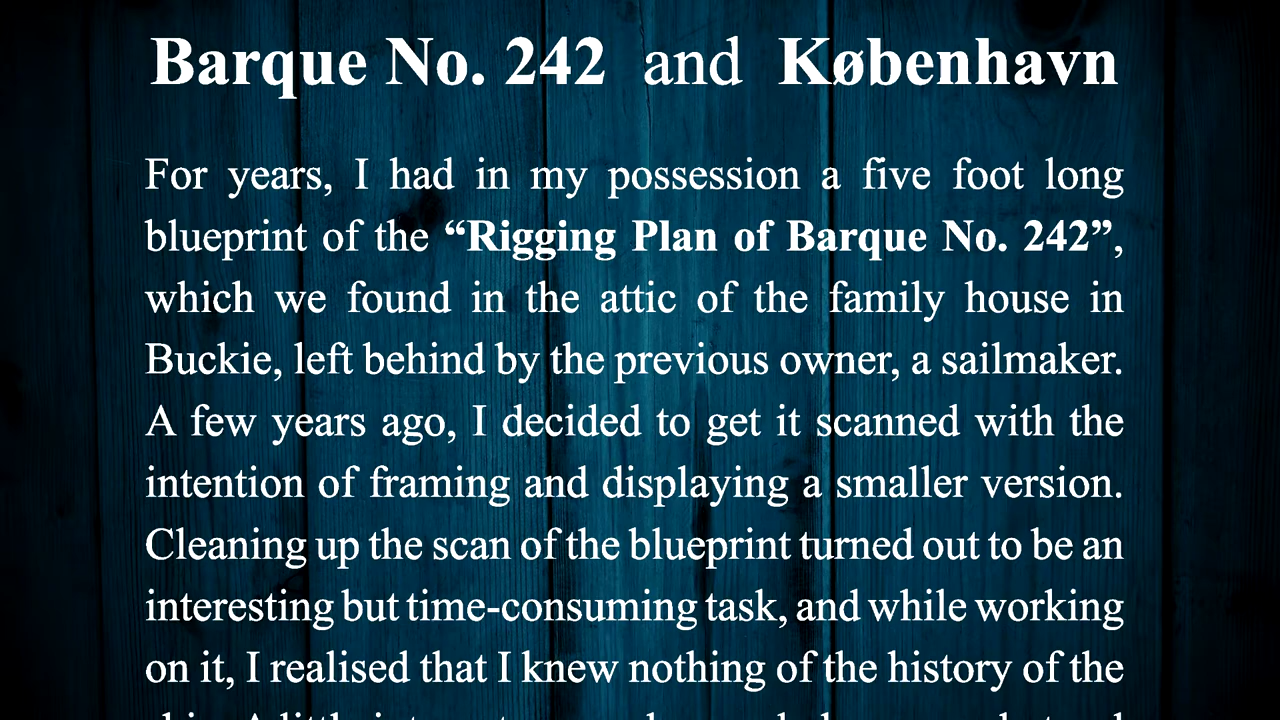 Barque No. 242 and København
For years, I had in my possession a five foot long
blueprint of the “Rigging Plan of Barque No. 242”,
which we found in the attic of the family house in
Buckie, left behind by the previous owner, a sailmaker.
A few years ago, I decided to get it scanned with the
intention of framing and displaying a smaller version.
Cleaning up the scan of the blueprint turned out to be an
interesting but time-consuming task, and while working
on it, I realised that I knew nothing of the history of the